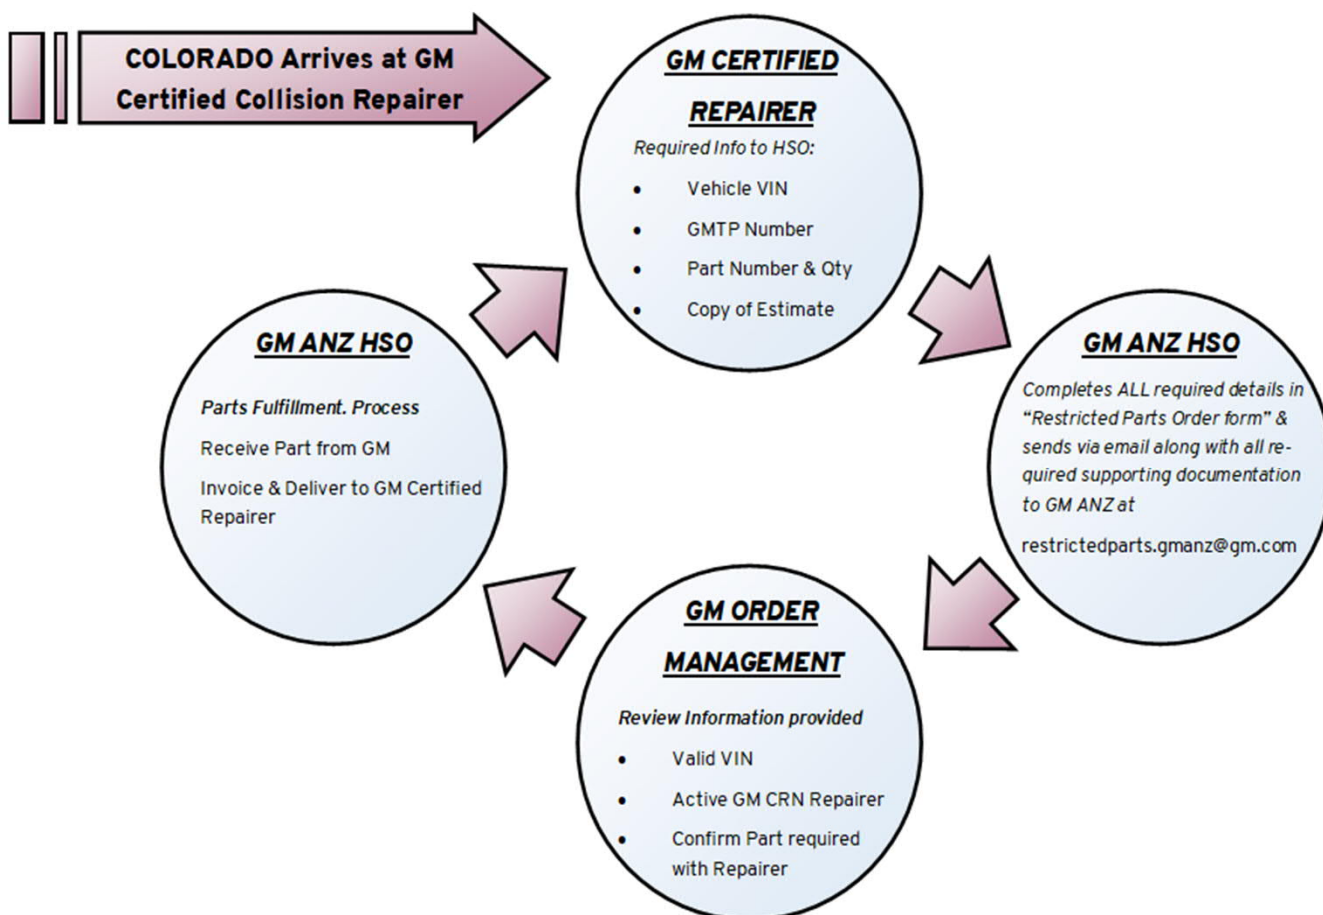 COLORADO Arrives at GM
Certified Collision Repairer
GM CERTIFIED
REPAIRER
Required Info to HSO:
• Vehicle VIN
• GMTP Number
• Part Number & Qty
• Copy of Estimate
GM ANZ HSO
Completes ALL required details in
“Restricted Parts Order form” &
sends via email along with all re-
quired supporting documentation
to GM ANZ at
restrictedparts.gmanz@gm.com
GM ORDER
MANAGEMENT
Review Information provided
• Valid VIN
• Active GM CRN Repairer
• Confirm Part required
with Repairer
GM ANZ HSO
Parts Fulfillment. Process
Receive Part from GM
Invoice & Deliver to GM Certified
Repairer